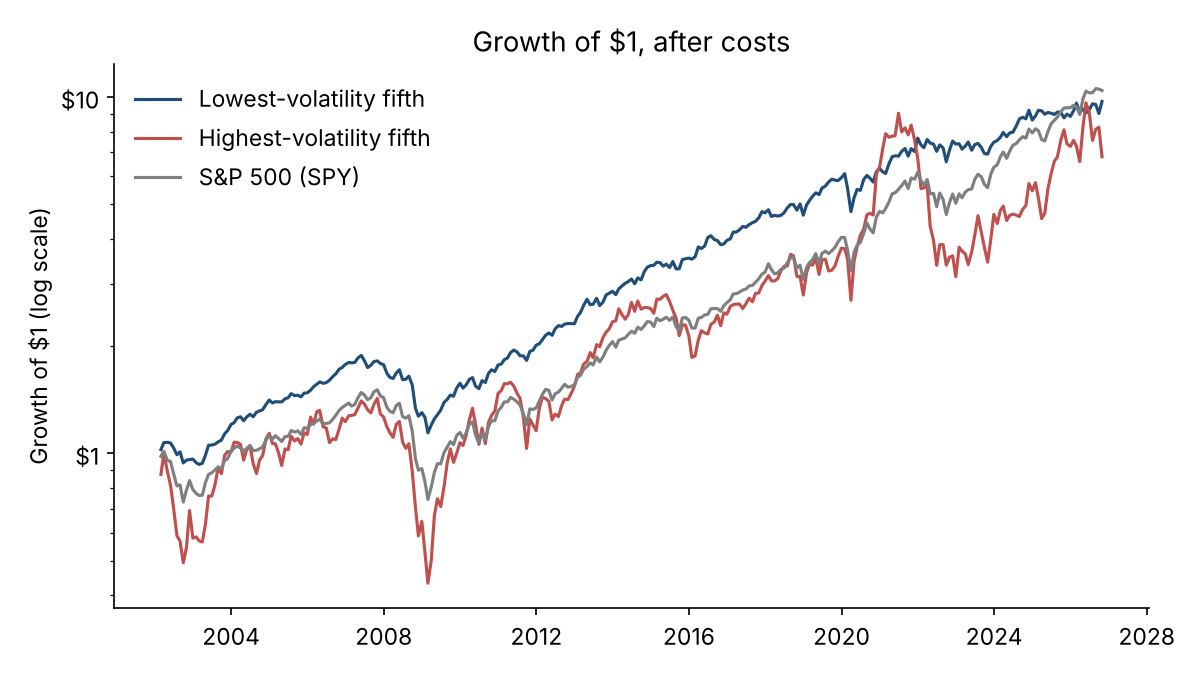 Growth of $1, after costs
Growth of $1 (log scale)
$10
$1
Lowest-volatility fifth
Highest-volatility fifth
S&P 500 (SPY)
2004 2008 2012 2016 2020 2024 2028